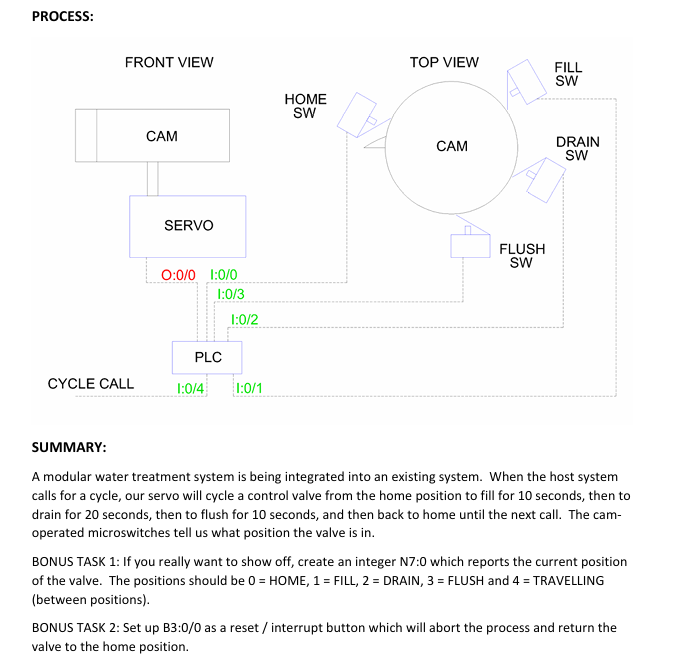 PROCESS:
FRONT VIEW
TOP VIEW
FILL
SW
HOME
SW
CAM
CAM
DRAIN
SW
SERVO
FLUSH
SW
O:0/0 I:0/0
I:0/3
I:0/2
PLC
CYCLE CALL
I:0/4 I:0/1
SUMMARY:
A modular water treatment system is being integrated into an existing system. When the host system
calls for a cycle, our servo will cycle a control valve from the home position to fill for 10 seconds, then to
drain for 20 seconds, then to flush for 10 seconds, and then back to home until the next call. The cam-
operated microswitches tell us what position the valve is in.
BONUS TASK 1: If you really want to show off, create an integer N7:0 which reports the current position
of the valve. The positions should be 0 = HOME, 1 = FILL, 2 = DRAIN, 3 = FLUSH and 4 = TRAVELLING
(between positions).
BONUS TASK 2: Set up B3:0/0 as a reset / interrupt button which will abort the process and return the
valve to the home position.